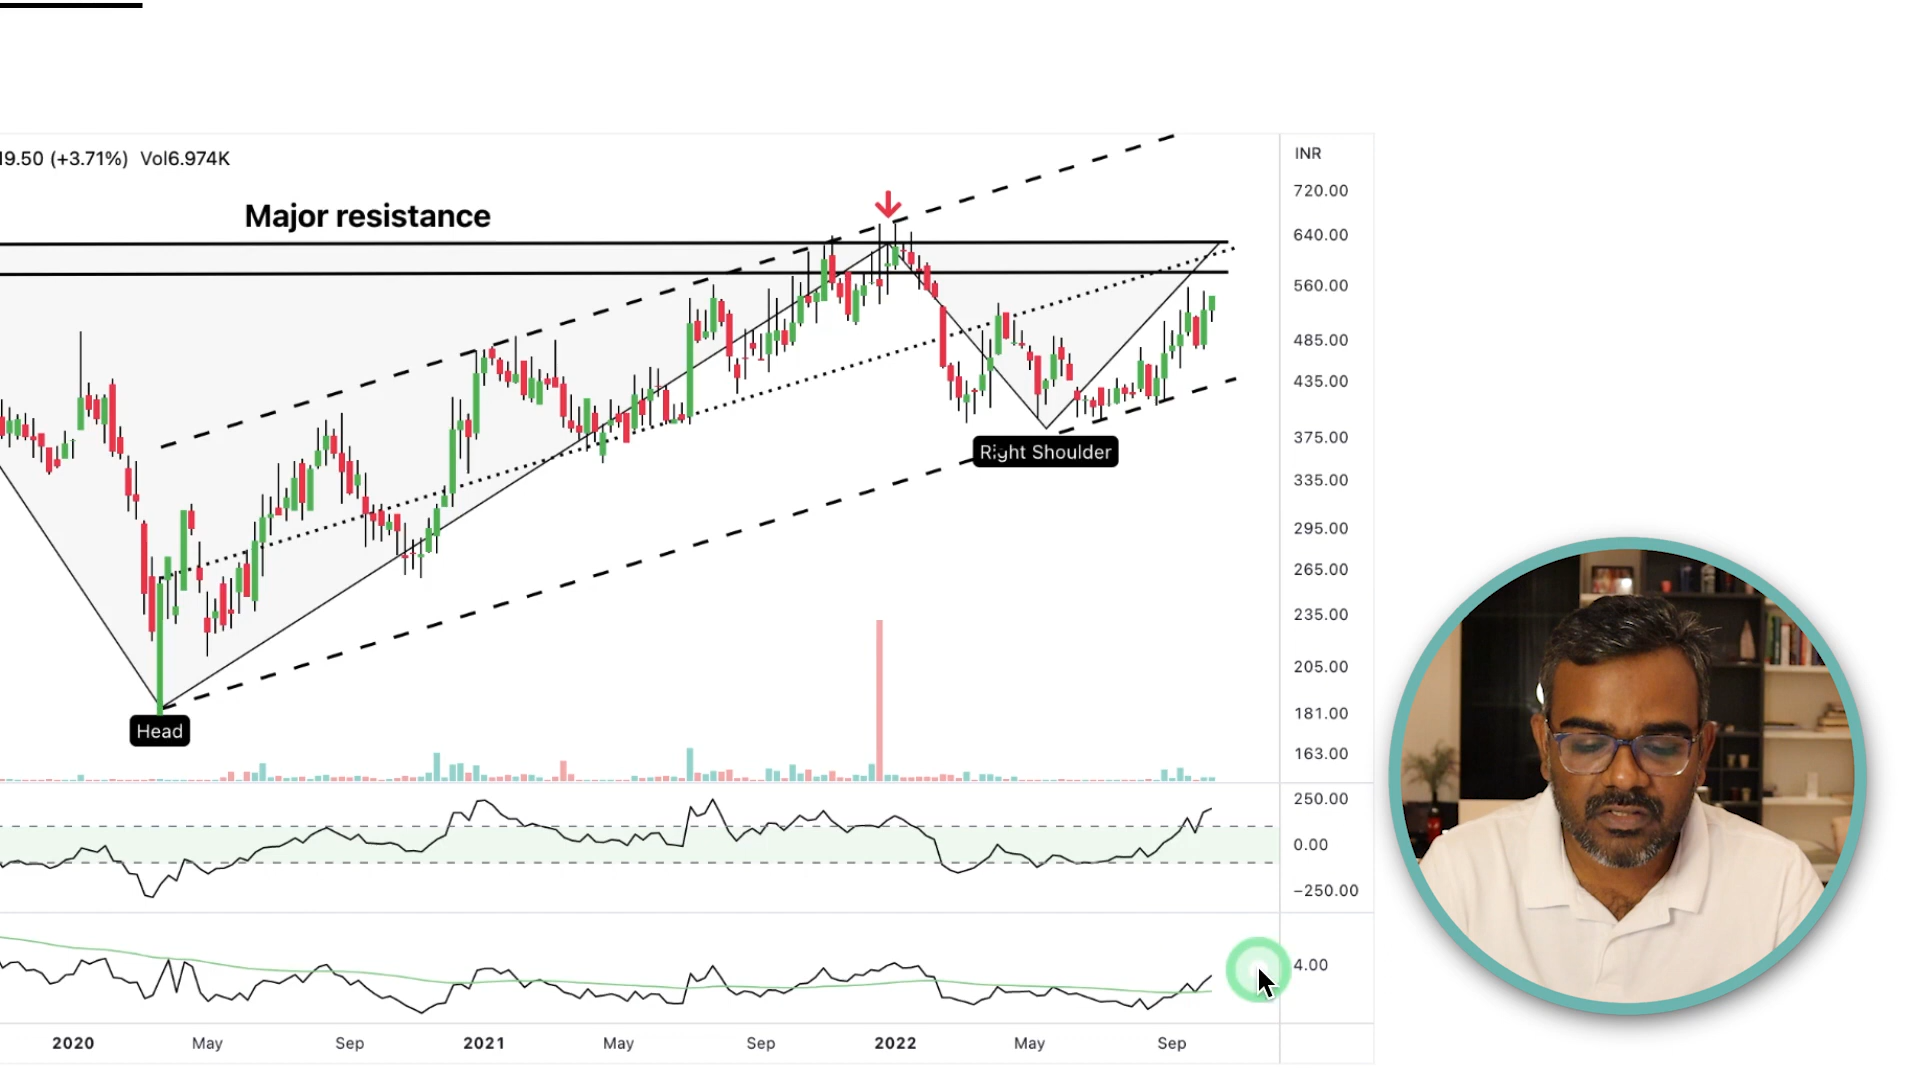 19.50 (+3.71%) Vol6.974K
INR
Major resistance
720.00
640.00
560.00
485.00
435.00
375.00
Right Shoulder
335.00
295.00
265.00
235.00
205.00
181.00
Head
163.00
250.00
0.00
−250.00
4.00
2020 May Sep 2021 May Sep 2022 May Sep